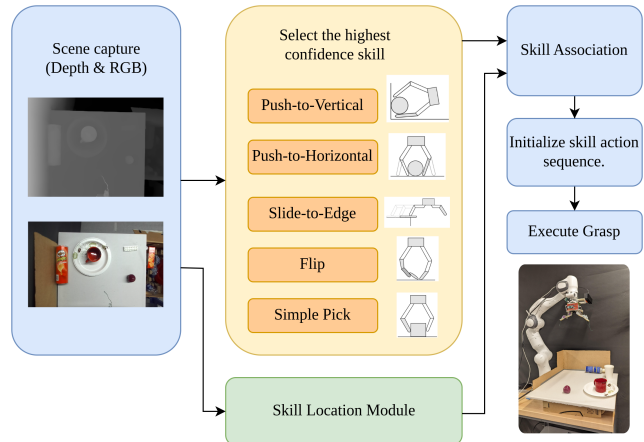 Scene capture
(Depth & RGB)
Select the highest
confidence skill
Push-to-Vertical
Push-to-Horizontal
Slide-to-Edge
Flip
Simple Pick
Skill Location Module
Skill Association
Initialize skill action
sequence.
Execute Grasp